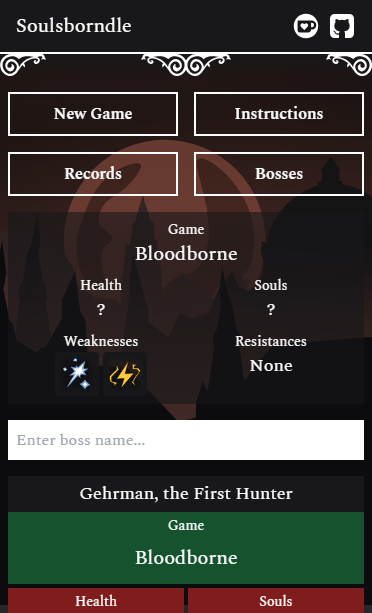 Soulsborndle
New Game
Instructions
Records
Bosses
Game
Bloodborne
Health
Souls
?
?
Weaknesses
Resistances
None
Enter boss name...
Gehrman, the First Hunter
Game
Bloodborne
Health
Souls